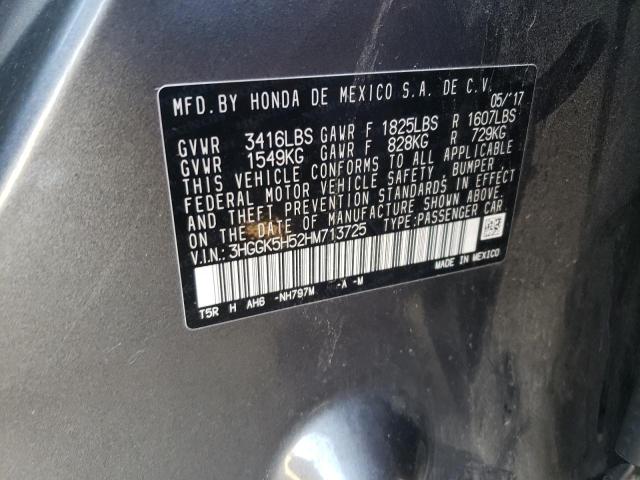 MFD. BY HONDA DE MEXICO S.A. DE C.V. 05/'17
GVWR 3416LBS GAWR F 1825LBS R 1607LBS
GVWR 1549KG GAWR F 828KG R 729KG
THIS VEHICLE CONFORMS TO ALL APPLICABLE
FEDERAL MOTOR VEHICLE SAFETY, BUMPER,
AND THEFT PREVENTION STANDARDS IN EFFECT
ON THE DATE OF MANUFACTURE SHOWN ABOVE.
V.I.N.: 3HGGK5H52HM713725 TYPE: PASSENGER CAR
T5R H AH6 -NH797M -A -M MADE IN MEXICO